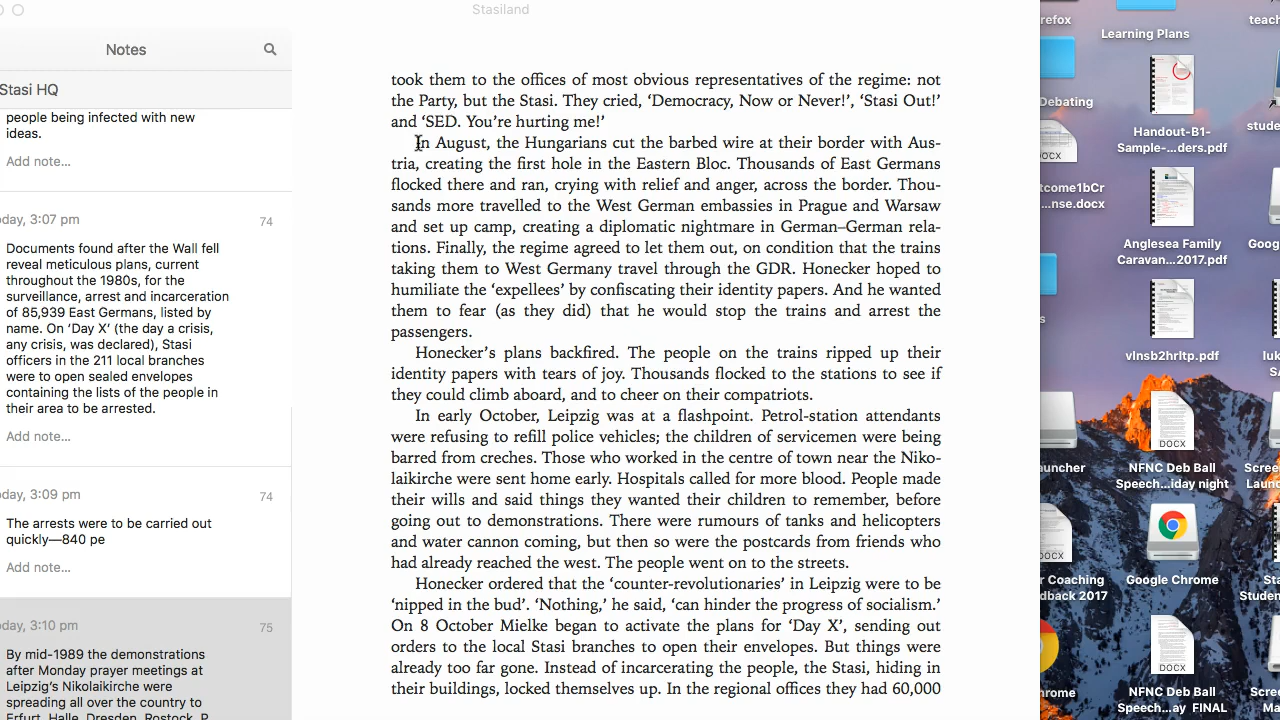 Stasiland
Notes
Stasi HQ
people being infected with new
ideas.
Add note...
oday, 3:07 pm
74
Documents found after the Wall fell
reveal meticulous plans, current
throughout the 1980s, for the
surveillance, arrest and incarceration
of 85,939 East Germans, listed by
name. On ‘Day X’ (the day a crisis,
any crisis, was declared), Stasi
officers in the 211 local branches
were to open sealed envelopes
containing the lists of the people in
their area to be arrested.
Add note...
oday, 3:09 pm
74
The arrests were to be carried out
quickly—840 pe
Add note...
oday, 3:10 pm
75
By mid-1989 the demonstrations
after Monday prayer meetings at
Leipzig’s Nikolaikirche were
spreading all over the country to
took them to the offices of most obvious representatives of the regime: not
the Party, but the Stasi. They cried, ‘Democracy, Now or Never!’, ‘Stasi Out!’
and ‘SED. You’re hurting me!’
In August, the Hungarians cut the barbed wire at their border with Aus-
tria, creating the first hole in the Eastern Bloc. Thousands of East Germans
flocked there and ran, crying with relief and anger, across the border. Thou-
sands more travelled to the West German embassies in Prague and Warsaw
and set up camp, creating a diplomatic nightmare in German–German rela-
tions. Finally, the regime agreed to let them out, on condition that the trains
taking them to West Germany travel through the GDR. Honecker hoped to
humiliate the ‘expellees’ by confiscating their identity papers. And he wanted
them to fear (as they did) that he would stop the trains and arrest the
passengers.
Honecker’s plans backfired. The people on the trains ripped up their
identity papers with tears of joy. Thousands flocked to the stations to see if
they could climb aboard, and to cheer on their compatriots.
In early October Leipzig was at a flashpoint. Petrol-station attendants
were refusing to refill police vehicles; the children of servicemen were being
barred from creches. Those who worked in the centre of town near the Niko-
laikirche were sent home early. Hospitals called for more blood. People made
their wills and said things they wanted their children to remember, before
going out to demonstrations. There were rumours of tanks and helicopters
and water cannon coming, but then so were the postcards from friends who
had already reached the west. The people went on to the streets.
Honecker ordered that the ‘counter-revolutionaries’ in Leipzig were to be
‘nipped in the bud’. ‘Nothing,’ he said, ‘can hinder the progress of socialism.’
On 8 October Mielke began to activate the plans for ‘Day X’, sending out
orders to the local Stasi branches to open their envelopes. But things were
already too far gone. Instead of incarcerating the people, the Stasi, hiding in
their buildings, locked themselves up. In the regional offices they had 60,000
refox
Learning Plans
teach
Debating
Handout-B1-
Sample-...ders.pdf
stude
DOCX
tcome1bCr
...nse.docx
Anglesea Family
Caravan...2017.pdf
Goog
s
vlnsb2hrltp.pdf
luk
SA
DOCX
auncher
NFNC Deb Ball
Speech...iday night
Scree
Laun
DOCX
r Coaching
dback 2017
Google Chrome
Sta
Studen
DOCX
hrome
NFNC Deb Ball
Speech...ay FINAL
Scree
Ma